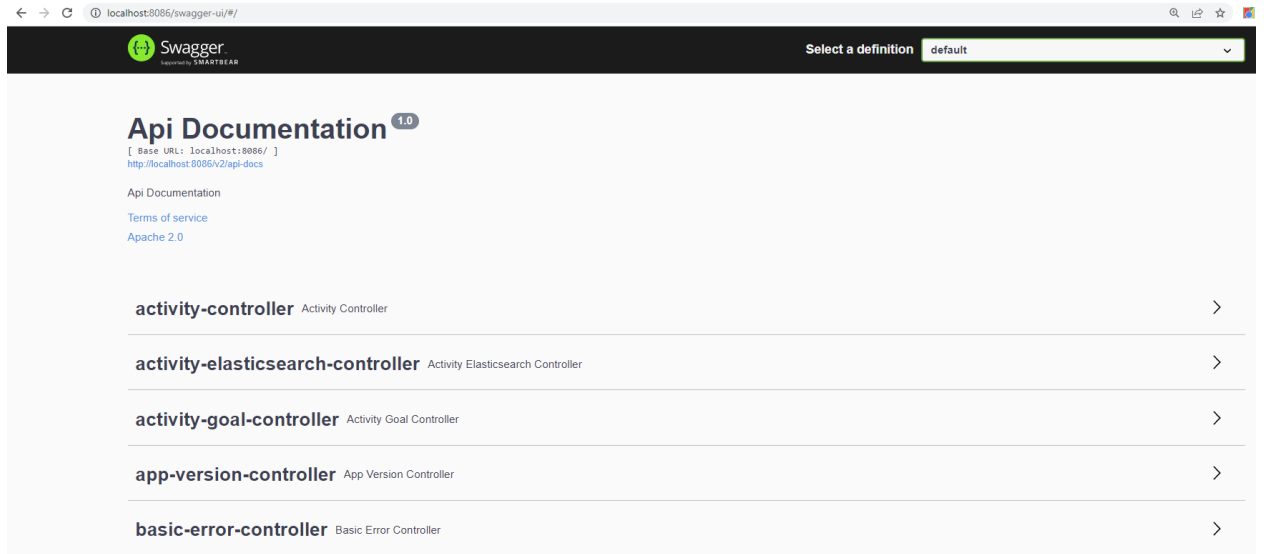 localhost:8086/swagger-ui/#/
Swagger.
Supported by SMARTBEAR
Select a definition default
Api Documentation 1.0
[ Base URL: localhost:8086/ ]
http://localhost:8086/v2/api-docs
Api Documentation
Terms of service
Apache 2.0
activity-controller Activity Controller
activity-elasticsearch-controller Activity Elasticsearch Controller
activity-goal-controller Activity Goal Controller
app-version-controller App Version Controller
basic-error-controller Basic Error Controller